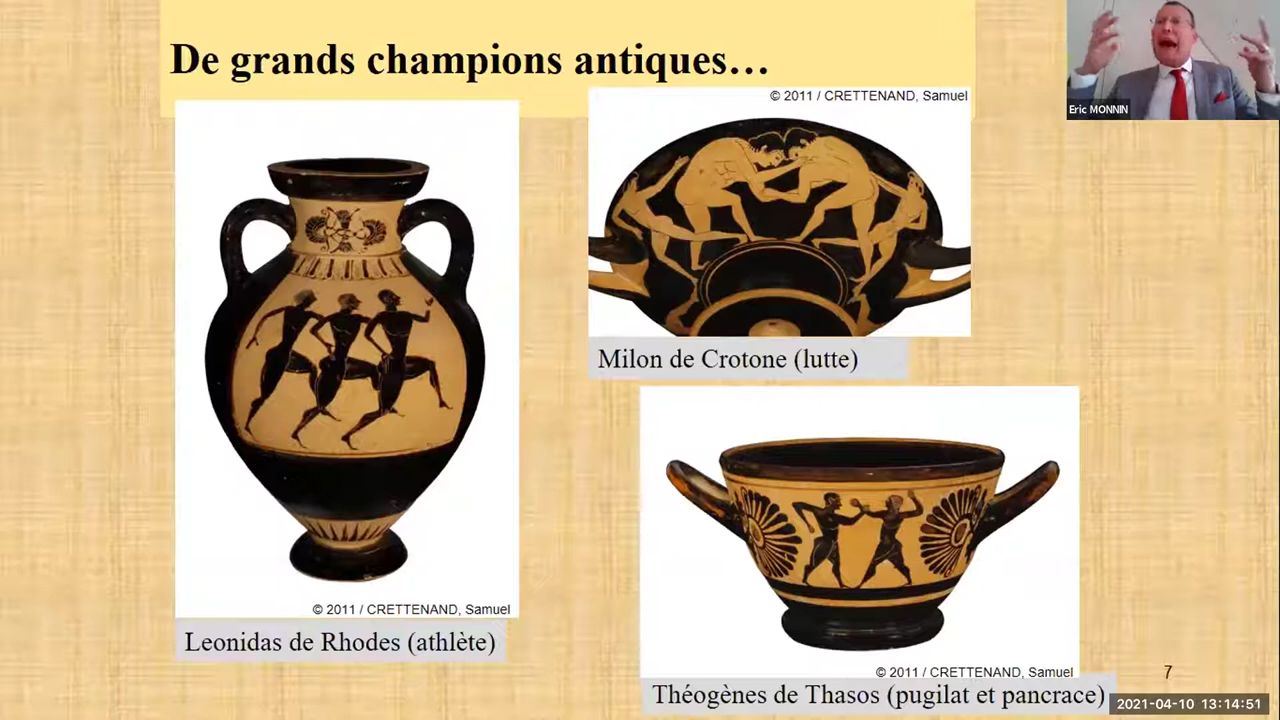 De grands champions antiques…
© 2011 / CRETTENAND, Samuel
Eric MONNIN
Milon de Crotone (lutte)
© 2011 / CRETTENAND, Samuel
Leonidas de Rhodes (athlète)
© 2011 / CRETTENAND, Samuel
Théogènes de Thasos (pugilat et pancrace)
7
2021-04-10 13:14:51